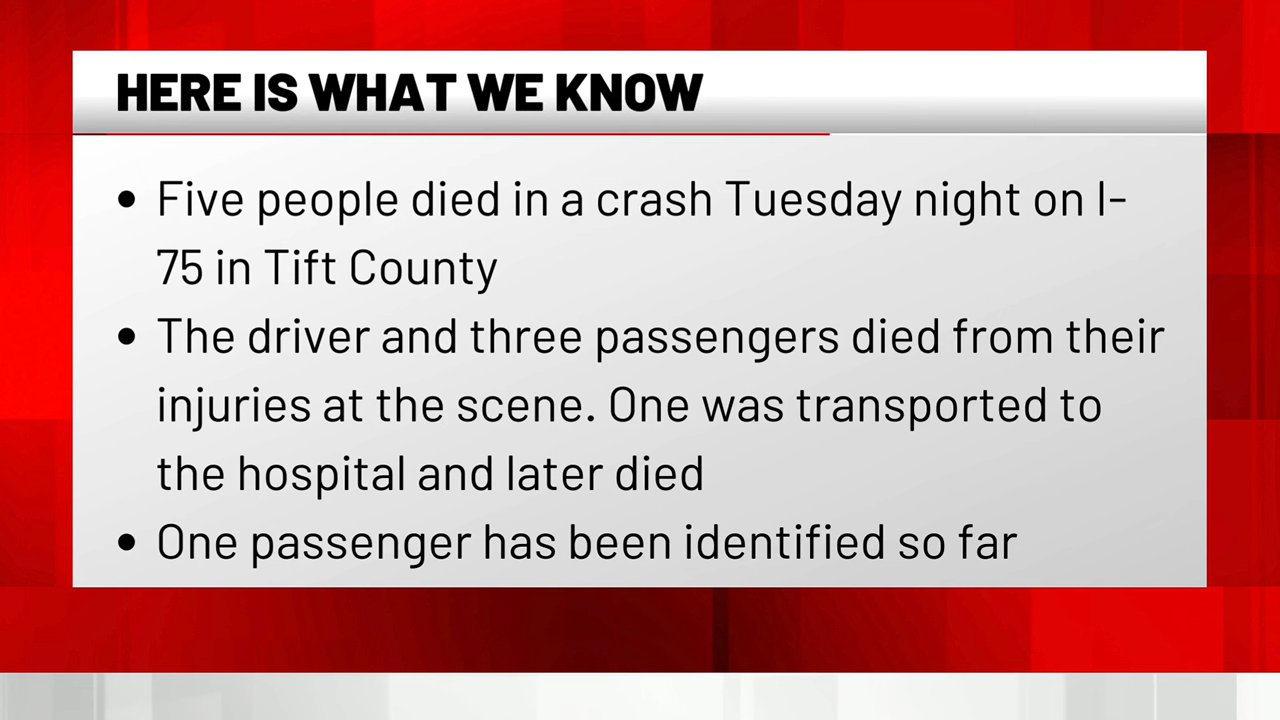 HERE IS WHAT WE KNOW
• Five people died in a crash Tuesday night on I-
75 in Tift County
• The driver and three passengers died from their
injuries at the scene. One was transported to
the hospital and later died
• One passenger has been identified so far